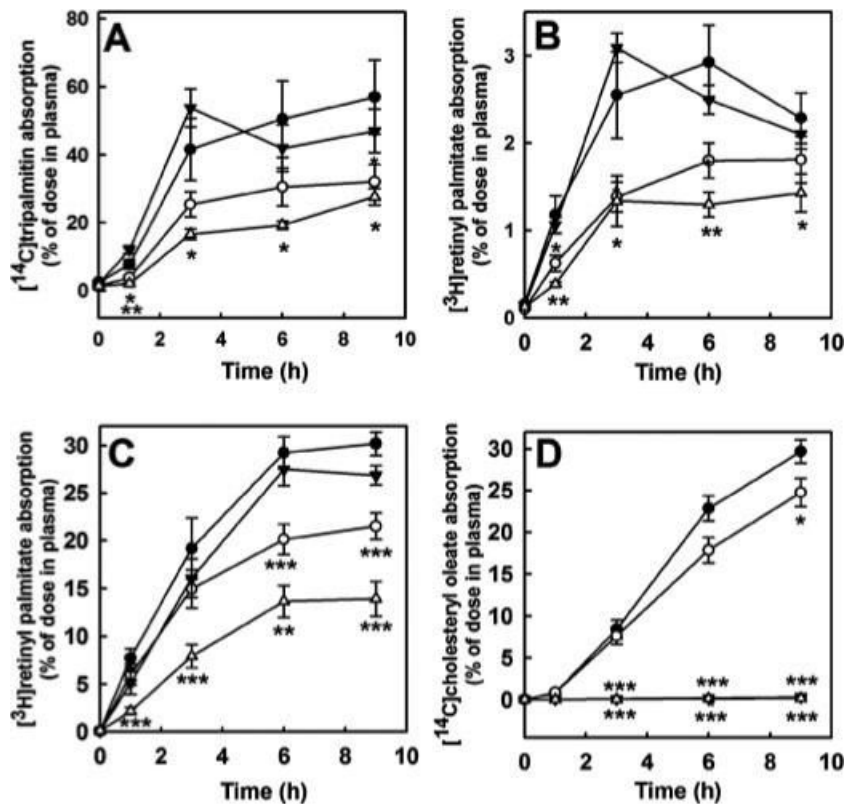 A
[14C]tripalmitin absorption
(% of dose in plasma)
80
60
40
20
0
*
**
*
*
*
*
0 2 4 6 8 10
Time (h)
B
[3H]retinyl palmitate absorption
(% of dose in plasma)
3
2
1
0
*
**
*
**
*
0 2 4 6 8 10
Time (h)
C
[3H]retinyl palmitate absorption
(% of dose in plasma)
30
25
20
15
10
5
0
***
***
***
**
***
***
0 2 4 6 8 10
Time (h)
D
[14C]cholesteryl oleate absorption
(% of dose in plasma)
30
25
20
15
10
5
0
*
*** *** ***
*** *** ***
0 2 4 6 8 10
Time (h)